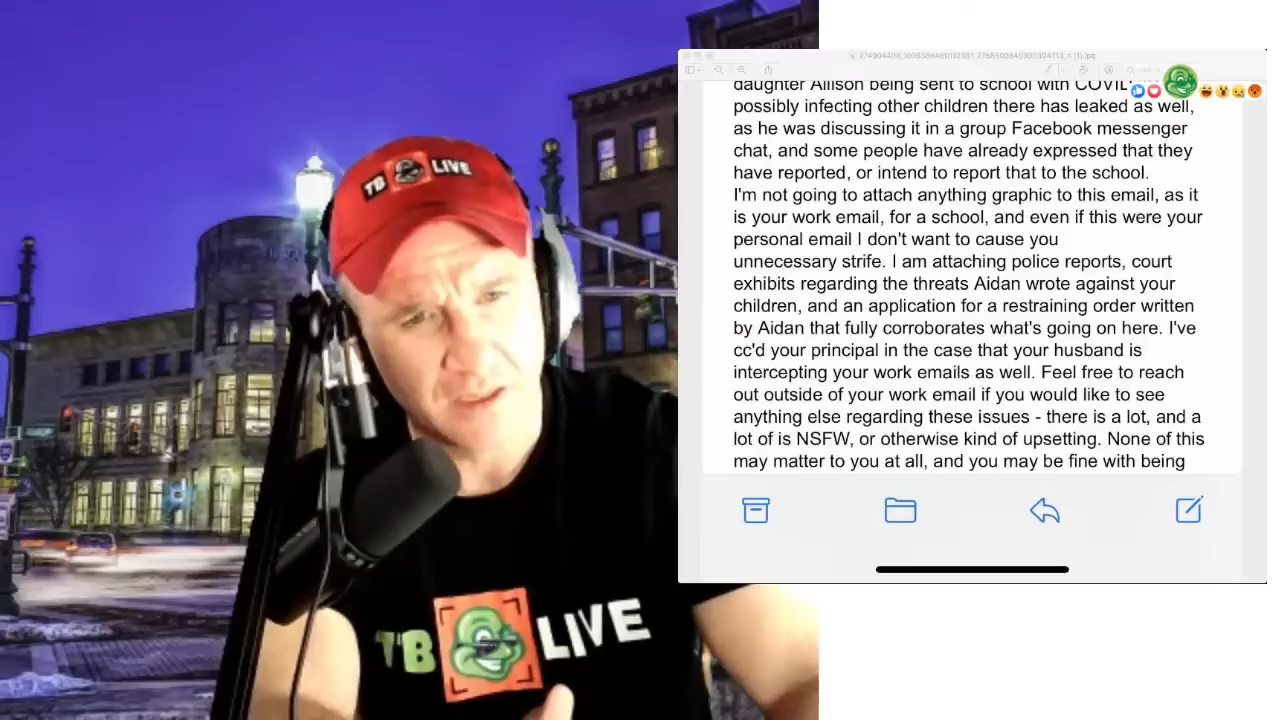 TB LIVE
TB LIVE
daughter Allison being sent to school with
possibly infecting other children there has leaked as well,
as he was discussing it in a group Facebook messenger
chat, and some people have already expressed that they
have reported, or intend to report that to the school.
I'm not going to attach anything graphic to this email, as it
is your work email, for a school, and even if this were your
personal email I don't want to cause you
unnecessary strife. I am attaching police reports, court
exhibits regarding the threats Aidan wrote against your
children, and an application for a restraining order written
by Aidan that fully corroborates what's going on here. I've
cc'd your principal in the case that your husband is
intercepting your work emails as well. Feel free to reach
out outside of your work email if you would like to see
anything else regarding these issues - there is a lot, and a
lot of is NSFW, or otherwise kind of upsetting. None of this
may matter to you at all, and you may be fine with being